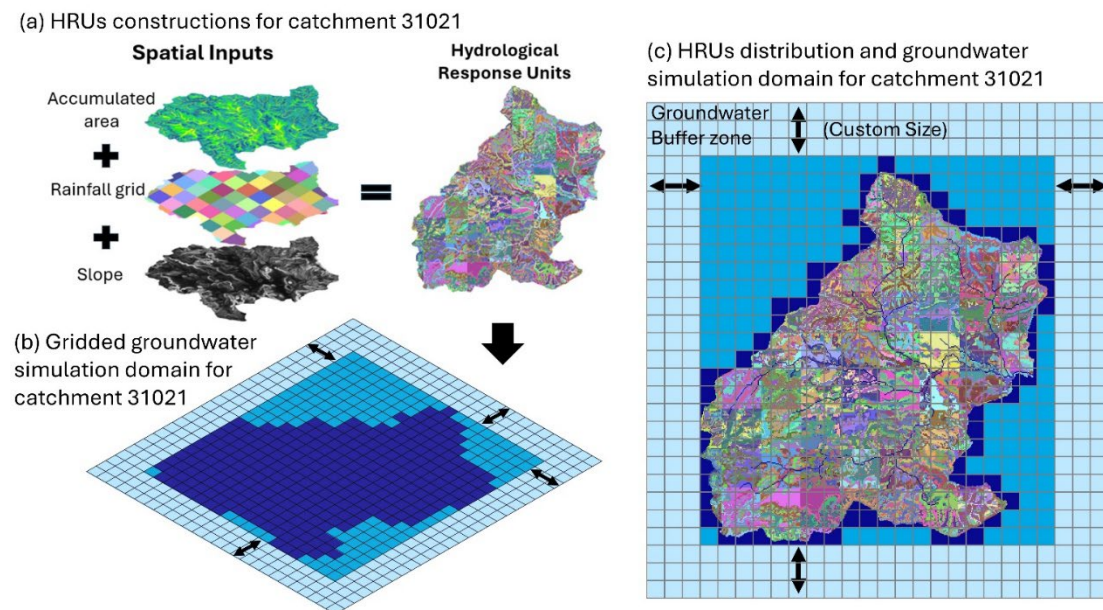 (a) HRUs constructions for catchment 31021
Spatial Inputs
Hydrological
Response Units
Accumulated
area
Rainfall grid
Slope
(b) Gridded groundwater
simulation domain for
catchment 31021
(c) HRUs distribution and groundwater
simulation domain for catchment 31021
Groundwater
Buffer zone
(Custom Size)